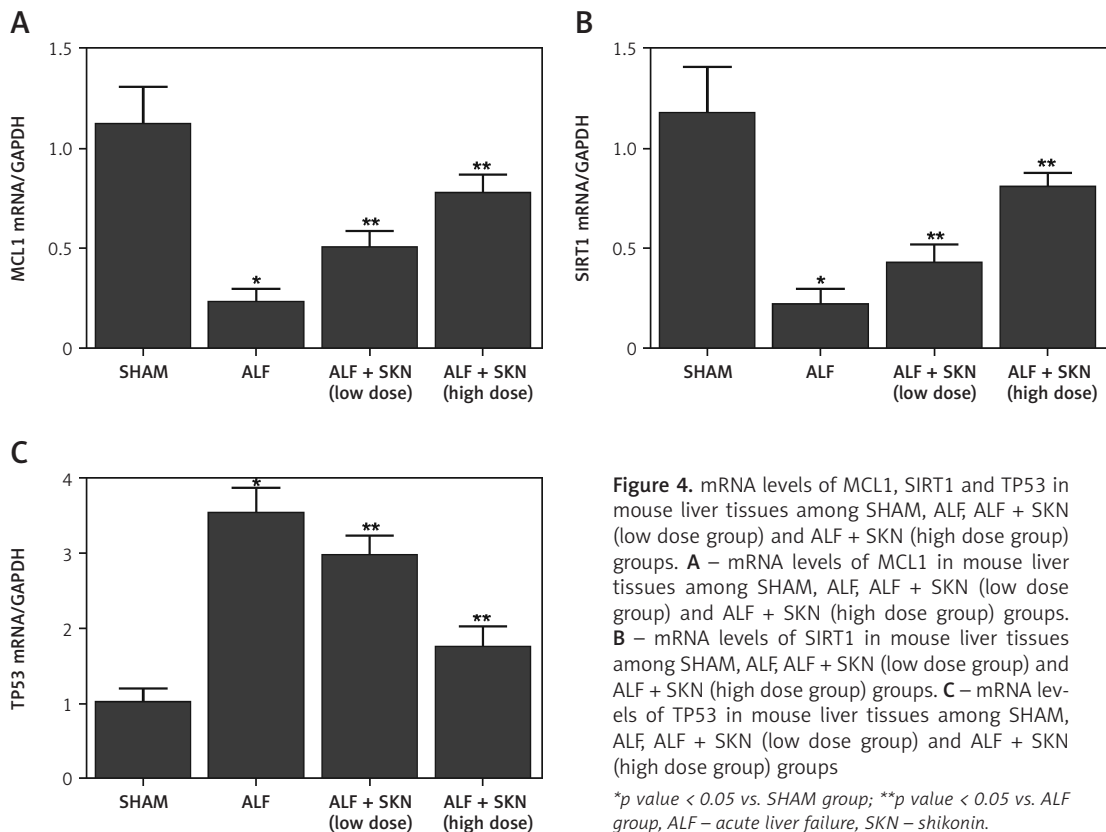 A
1.5
1.0
0.5
0
MCL1 mRNA/GAPDH
*
**
**
SHAM ALF ALF + SKN ALF + SKN
(low dose) (high dose)
B
1.5
1.0
0.5
0
SIRT1 mRNA/GAPDH
*
**
**
SHAM ALF ALF + SKN ALF + SKN
(low dose) (high dose)
C
4
3
2
1
0
TP53 mRNA/GAPDH
*
**
**
SHAM ALF ALF + SKN ALF + SKN
(low dose) (high dose)
Figure 4. mRNA levels of MCL1, SIRT1 and TP53 in
mouse liver tissues among SHAM, ALF, ALF + SKN
(low dose group) and ALF + SKN (high dose group)
groups. A – mRNA levels of MCL1 in mouse liver
tissues among SHAM, ALF, ALF + SKN (low dose
group) and ALF + SKN (high dose group) groups.
B – mRNA levels of SIRT1 in mouse liver tissues
among SHAM, ALF, ALF + SKN (low dose group) and
ALF + SKN (high dose group) groups. C – mRNA lev-
els of TP53 in mouse liver tissues among SHAM,
ALF, ALF + SKN (low dose group) and ALF + SKN
(high dose group) groups
*p value < 0.05 vs. SHAM group; **p value < 0.05 vs. ALF
group, ALF – acute liver failure, SKN – shikonin.